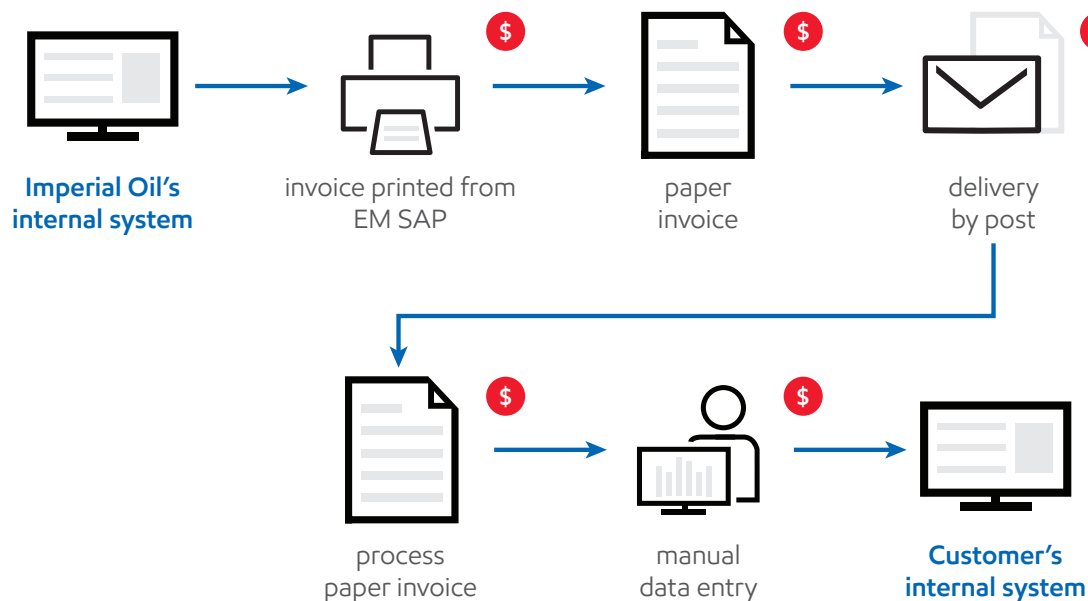 $
$
Imperial Oil's
internal system
invoice printed from
EM SAP
paper
invoice
delivery
by post
$
$
process
paper invoice
manual
data entry
Customer's
internal system